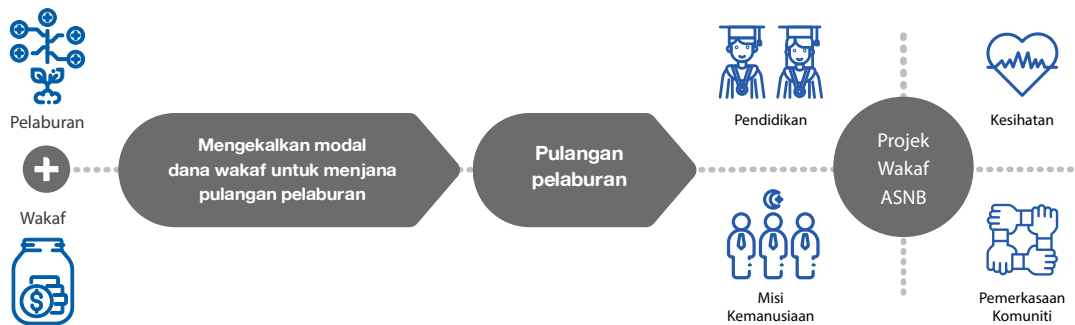 Pelaburan
Wakaf
Mengekalkan modal
dana wakaf untuk menjana
pulangan pelaburan
Pulangan
pelaburan
Pendidikan
Misi
Kemanusiaan
Projek
Wakaf
ASNB
Kesihatan
Pemerkasaan
Komuniti